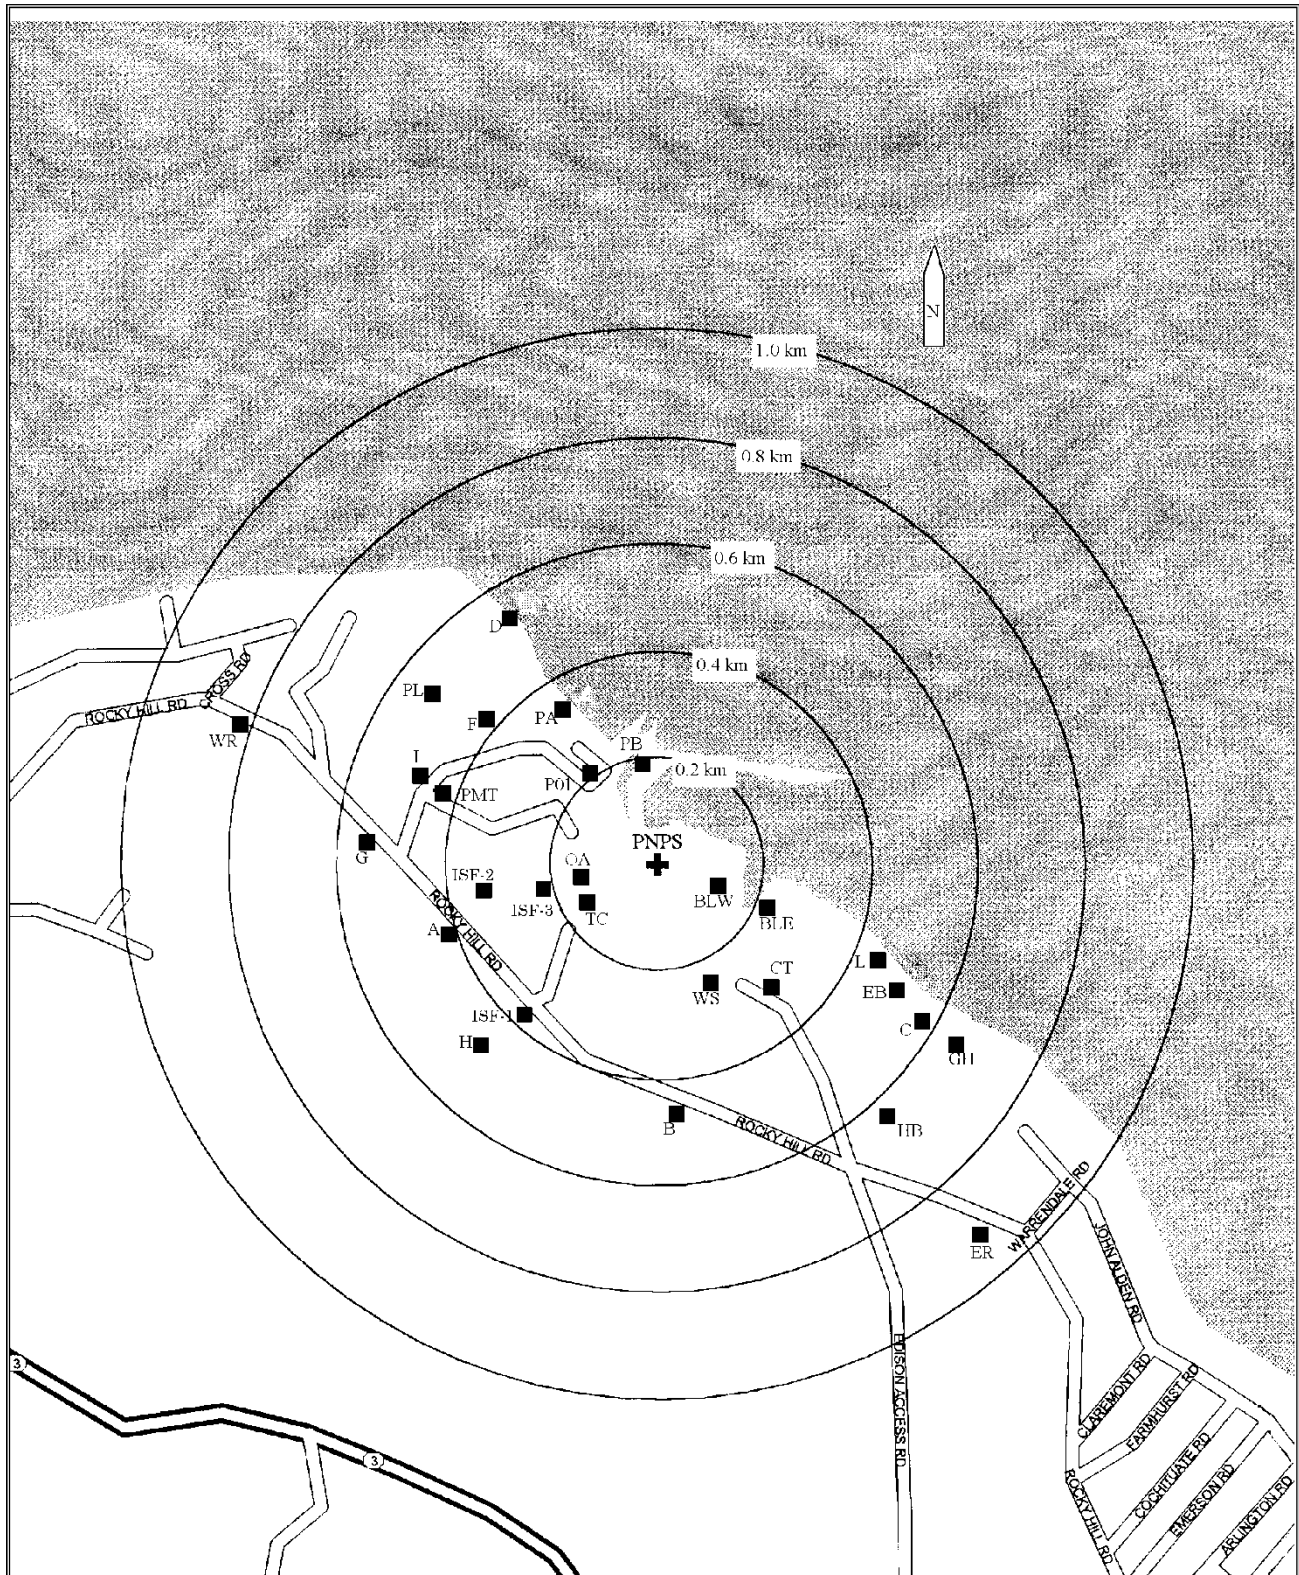 N
1.0 km
0.8 km
0.6 km
D
0.4 km
CROSS RD
PL
ROCKY HILL RD
F
PA
WR
PB
I
P01
0.2 km
PMT
PNPS
G
OA
ISF-2
ISF-3
TC
BLW
BLE
ROCKY HILL RD
A
L
CT
WS
EB
ISF-1
C
H
GH
B
ROCKY HILL RD
HB
WARRENDALE RD
ER
JOHN ALDEN RD
3
EDISON ACCESS RD
CLAREMONT RD
FARMHURST RD
3
COCHITUATE RD
EMERSON RD
ARLINGTON RD
ROCKY HILL RD